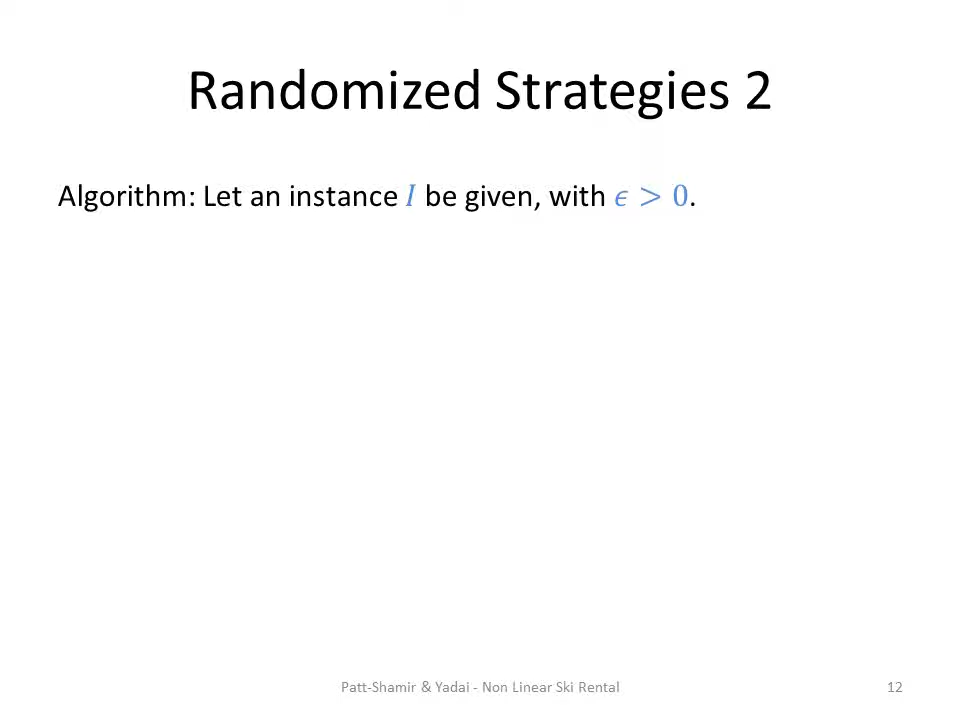 Randomized Strategies 2
Algorithm: Let an instance 𝐼 be given, with 𝜖 > 0.
Patt-Shamir & Yadai - Non Linear Ski Rental
12